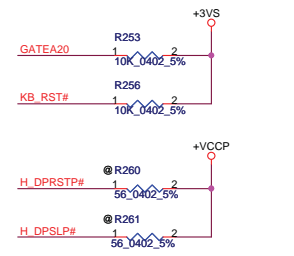 +3VS
R253
GATEA20 1 2
10K_0402_5%
R256
KB_RST# 1 2
10K_0402_5%
+VCCP
@ R260
H_DPRSTP# 1 2
56_0402_5%
@ R261
H_DPSLP# 1 2
56_0402_5%